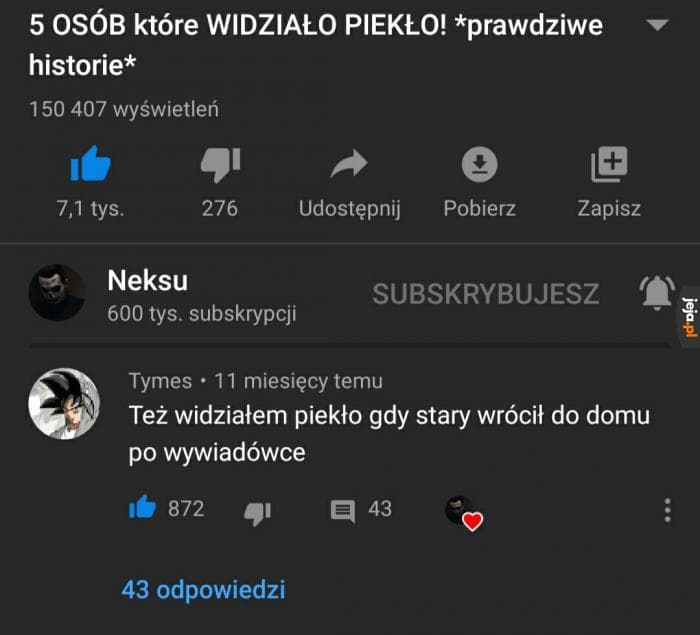 5 OSÓB które WIDZIAŁO PIEKŁO! *prawdziwe
historie*
150 407 wyświetleń
7,1 tys.
276
Udostępnij
Pobierz
Zapisz
Neksu
600 tys. subskrypcji
SUBSKRYBUJESZ
jeja.pl
Tymes • 11 miesięcy temu
Też widziałem piekło gdy stary wrócił do domu
po wywiadówce
872
43
43 odpowiedzi